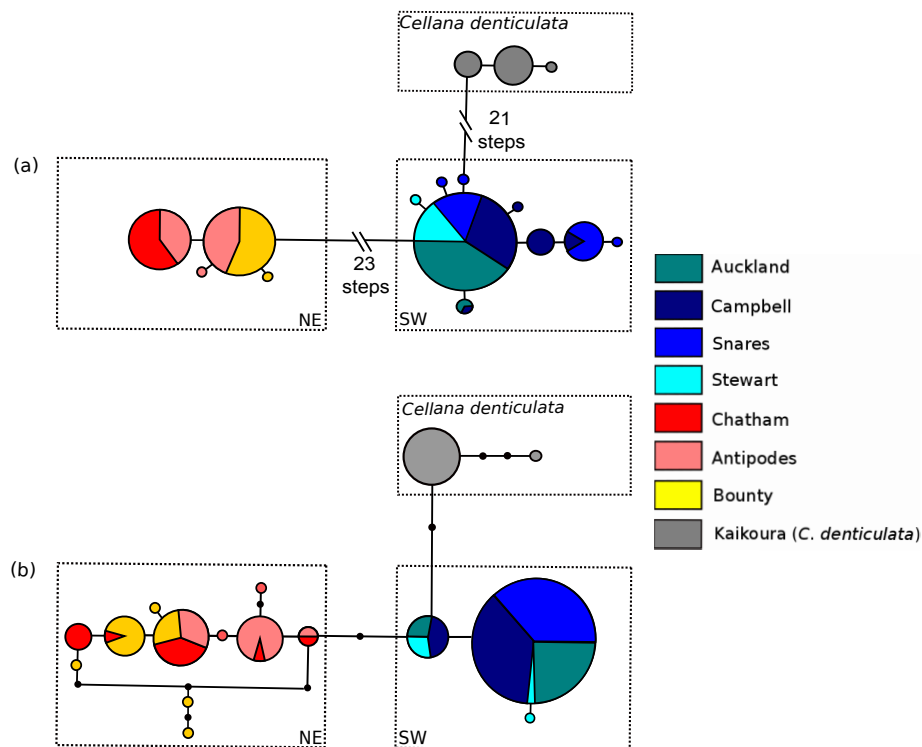 Cellana denticulata
21
steps
(a)
23
steps
NE
SW
Auckland
Campbell
Snares
Stewart
Chatham
Antipodes
Bounty
Kaikoura (C. denticulata)
Cellana denticulata
(b)
NE
SW